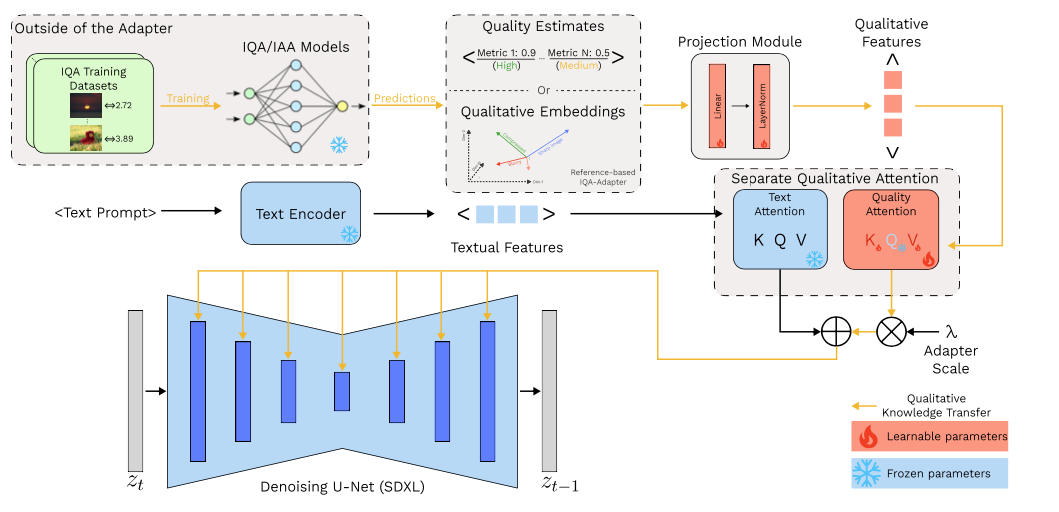 Outside of the Adapter
IQA Training
Datasets
⇔2.72
⇔3.89
Training
IQA/IAA Models
Predictions
Quality Estimates
Metric 1: 0.9
(High)
...
Metric N: 0.5
(Medium)
Or
Qualitative Embeddings
Sharp image
Reference-based
IQA-Adapter
Projection Module
Linear
LayerNorm
Qualitative
Features
<Text Prompt>
Text Encoder
Textual Features
Separate Qualitative Attention
Text
Attention
K Q V
Quality
Attention
K Q V
λ
Adapter
Scale
z_t
Denoising U-Net (SDXL)
z_{t−1}
Qualitative
Knowledge Transfer
Learnable parameters
Frozen parameters